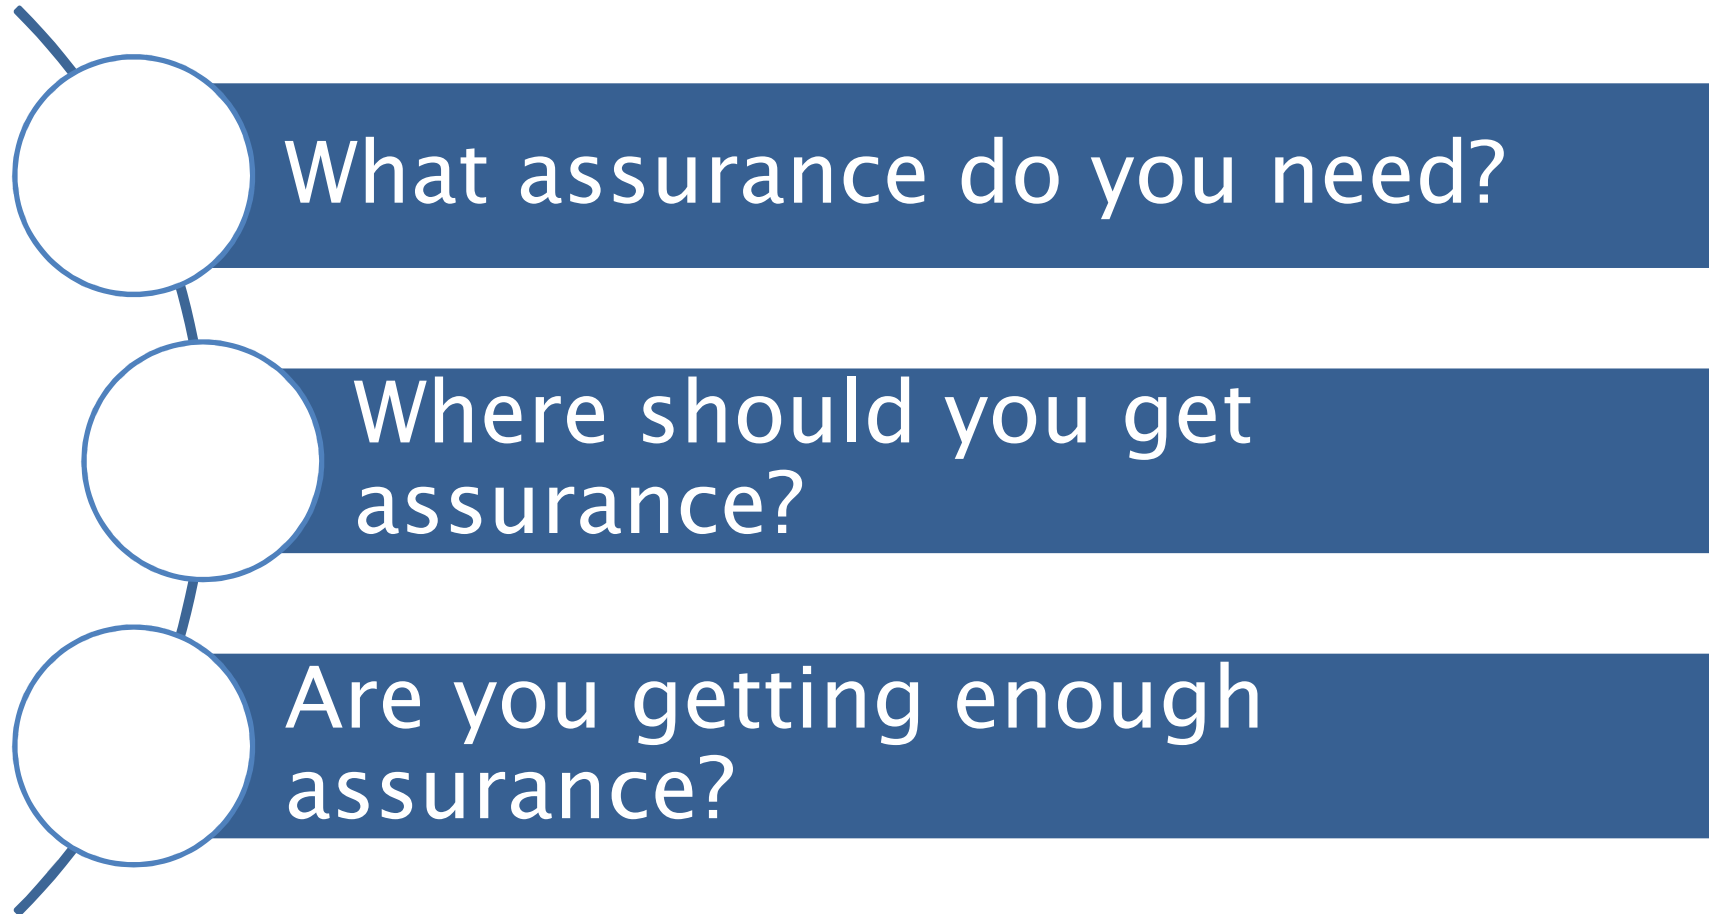 What assurance do you need?
Where should you get
assurance?
Are you getting enough
assurance?